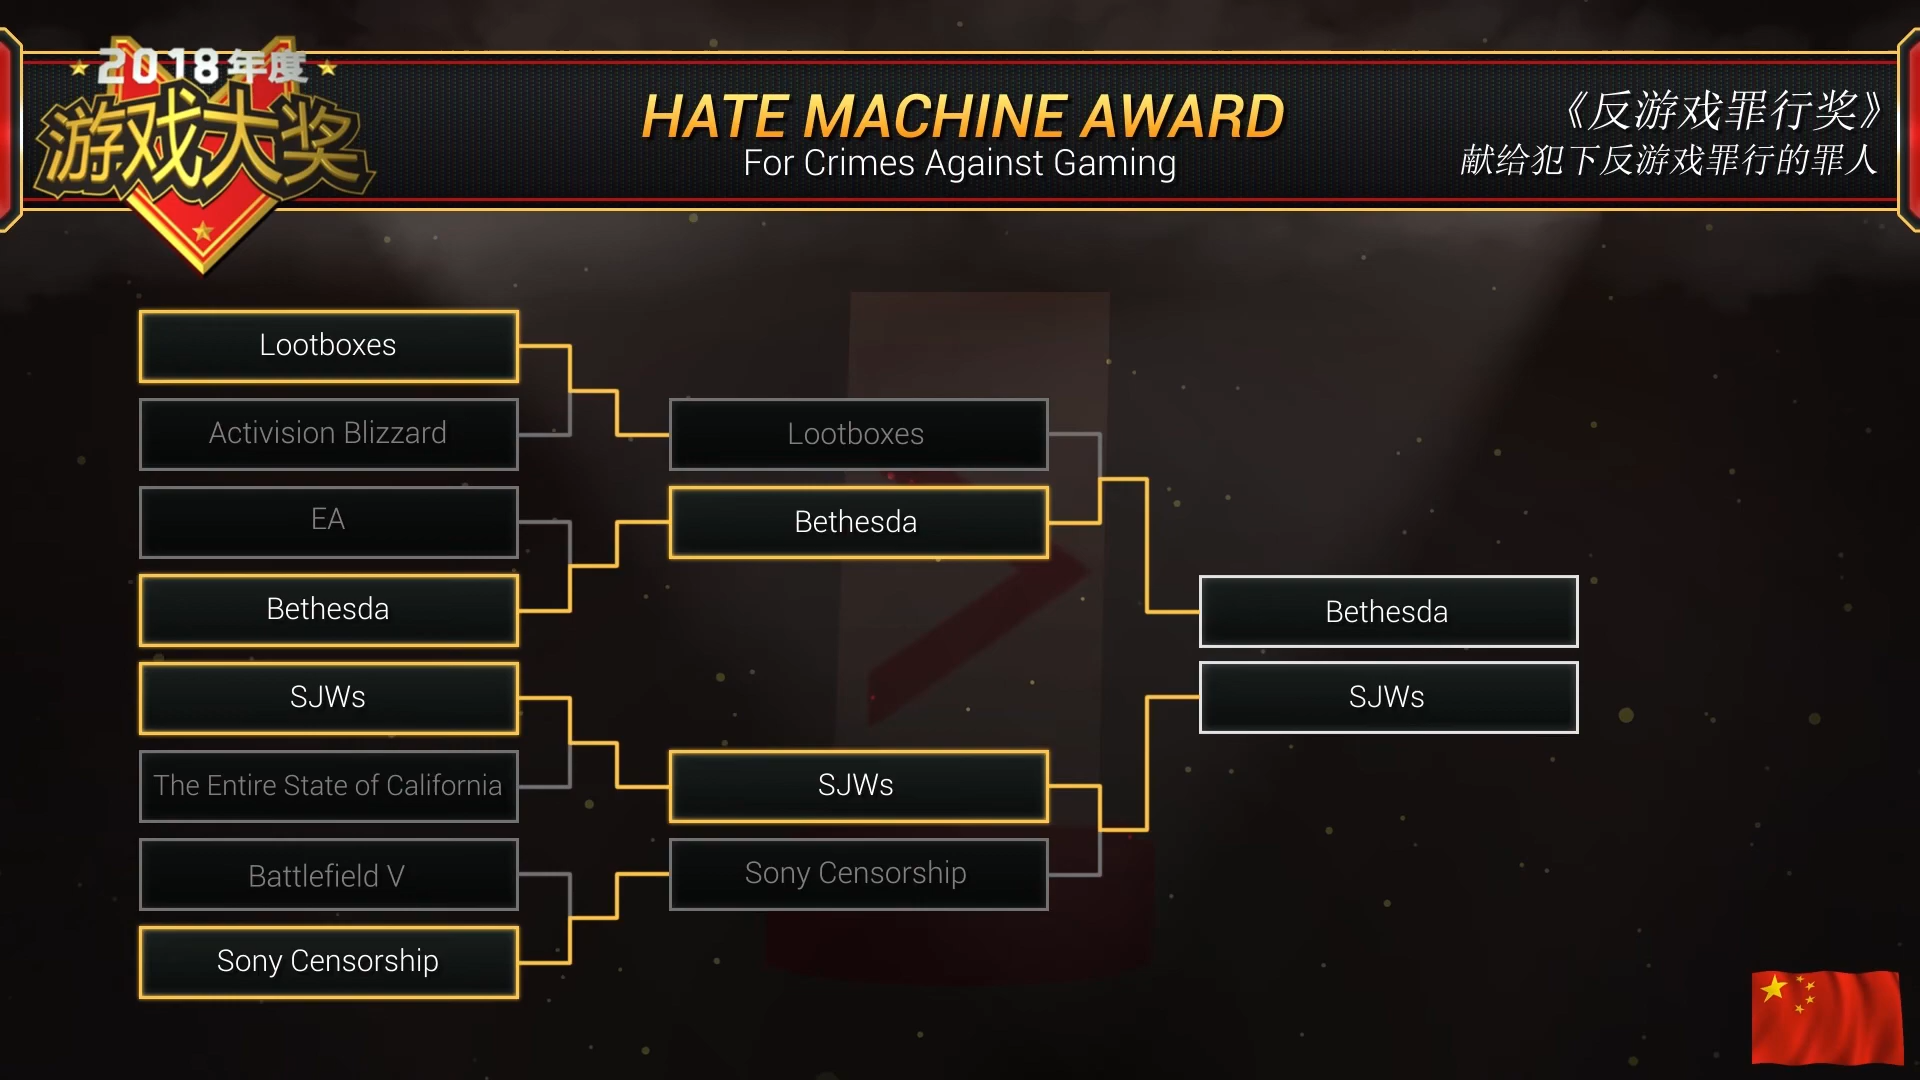 2018年度
游戏大奖
HATE MACHINE AWARD
For Crimes Against Gaming
《反游戏罪行奖》
献给犯下反游戏罪行的罪人
Lootboxes
Activision Blizzard
EA
Bethesda
SJWs
The Entire State of California
Battlefield V
Sony Censorship
Lootboxes
Bethesda
SJWs
Sony Censorship
Bethesda
SJWs